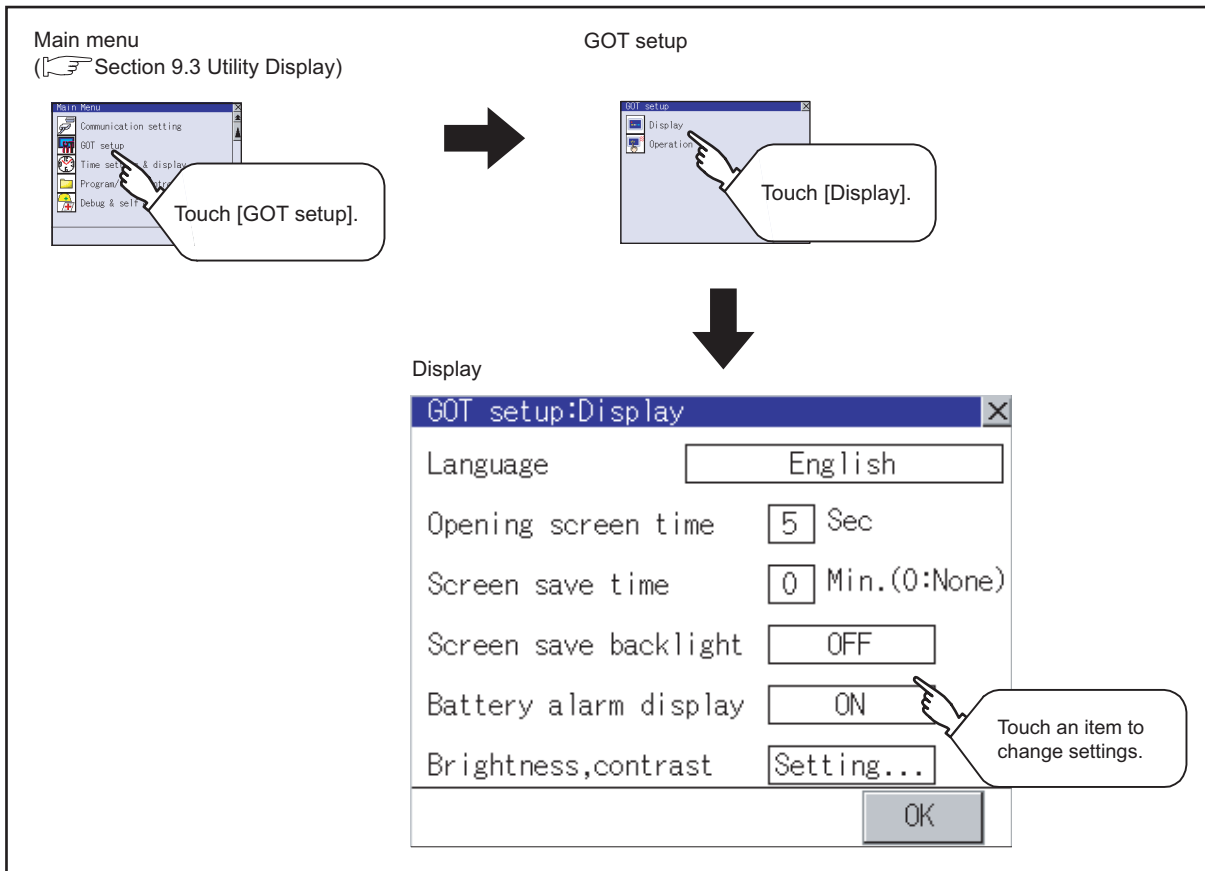 Main menu
(Section 9.3 Utility Display)
GOT setup
Main Menu
Communication setting
GOT setup
Time setting & display
Program/
Debug & self
Touch [GOT setup].
GOT setup
Display
Operation
Touch [Display].
Display
GOT setup:Display
Language English
Opening screen time 5 Sec
Screen save time 0 Min.(0:None)
Screen save backlight OFF
Battery alarm display ON
Brightness,contrast Setting...
Touch an item to
change settings.
OK